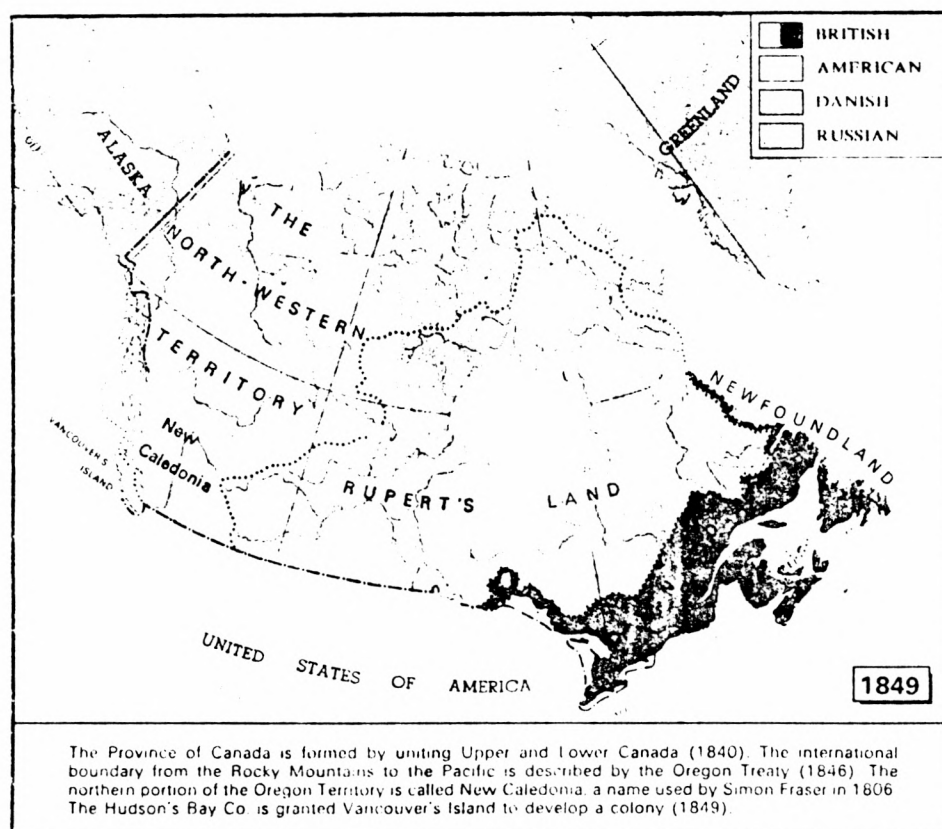 BRITISH
AMERICAN
DANISH
RUSSIAN
GREENLAND
ALASKA
THE
NORTH-WESTERN
TERRITORY
NEWFOUNDLAND
VANCOUVER'S
ISLAND
New
Caledonia
RUPERT'S LAND
UNITED STATES OF AMERICA
1849
The Province of Canada is formed by uniting Upper and Lower Canada (1840). The international
boundary from the Rocky Mountains to the Pacific is described by the Oregon Treaty (1846). The
northern portion of the Oregon Territory is called New Caledonia, a name used by Simon Fraser in 1806
The Hudson's Bay Co. is granted Vancouver's Island to develop a colony (1849).